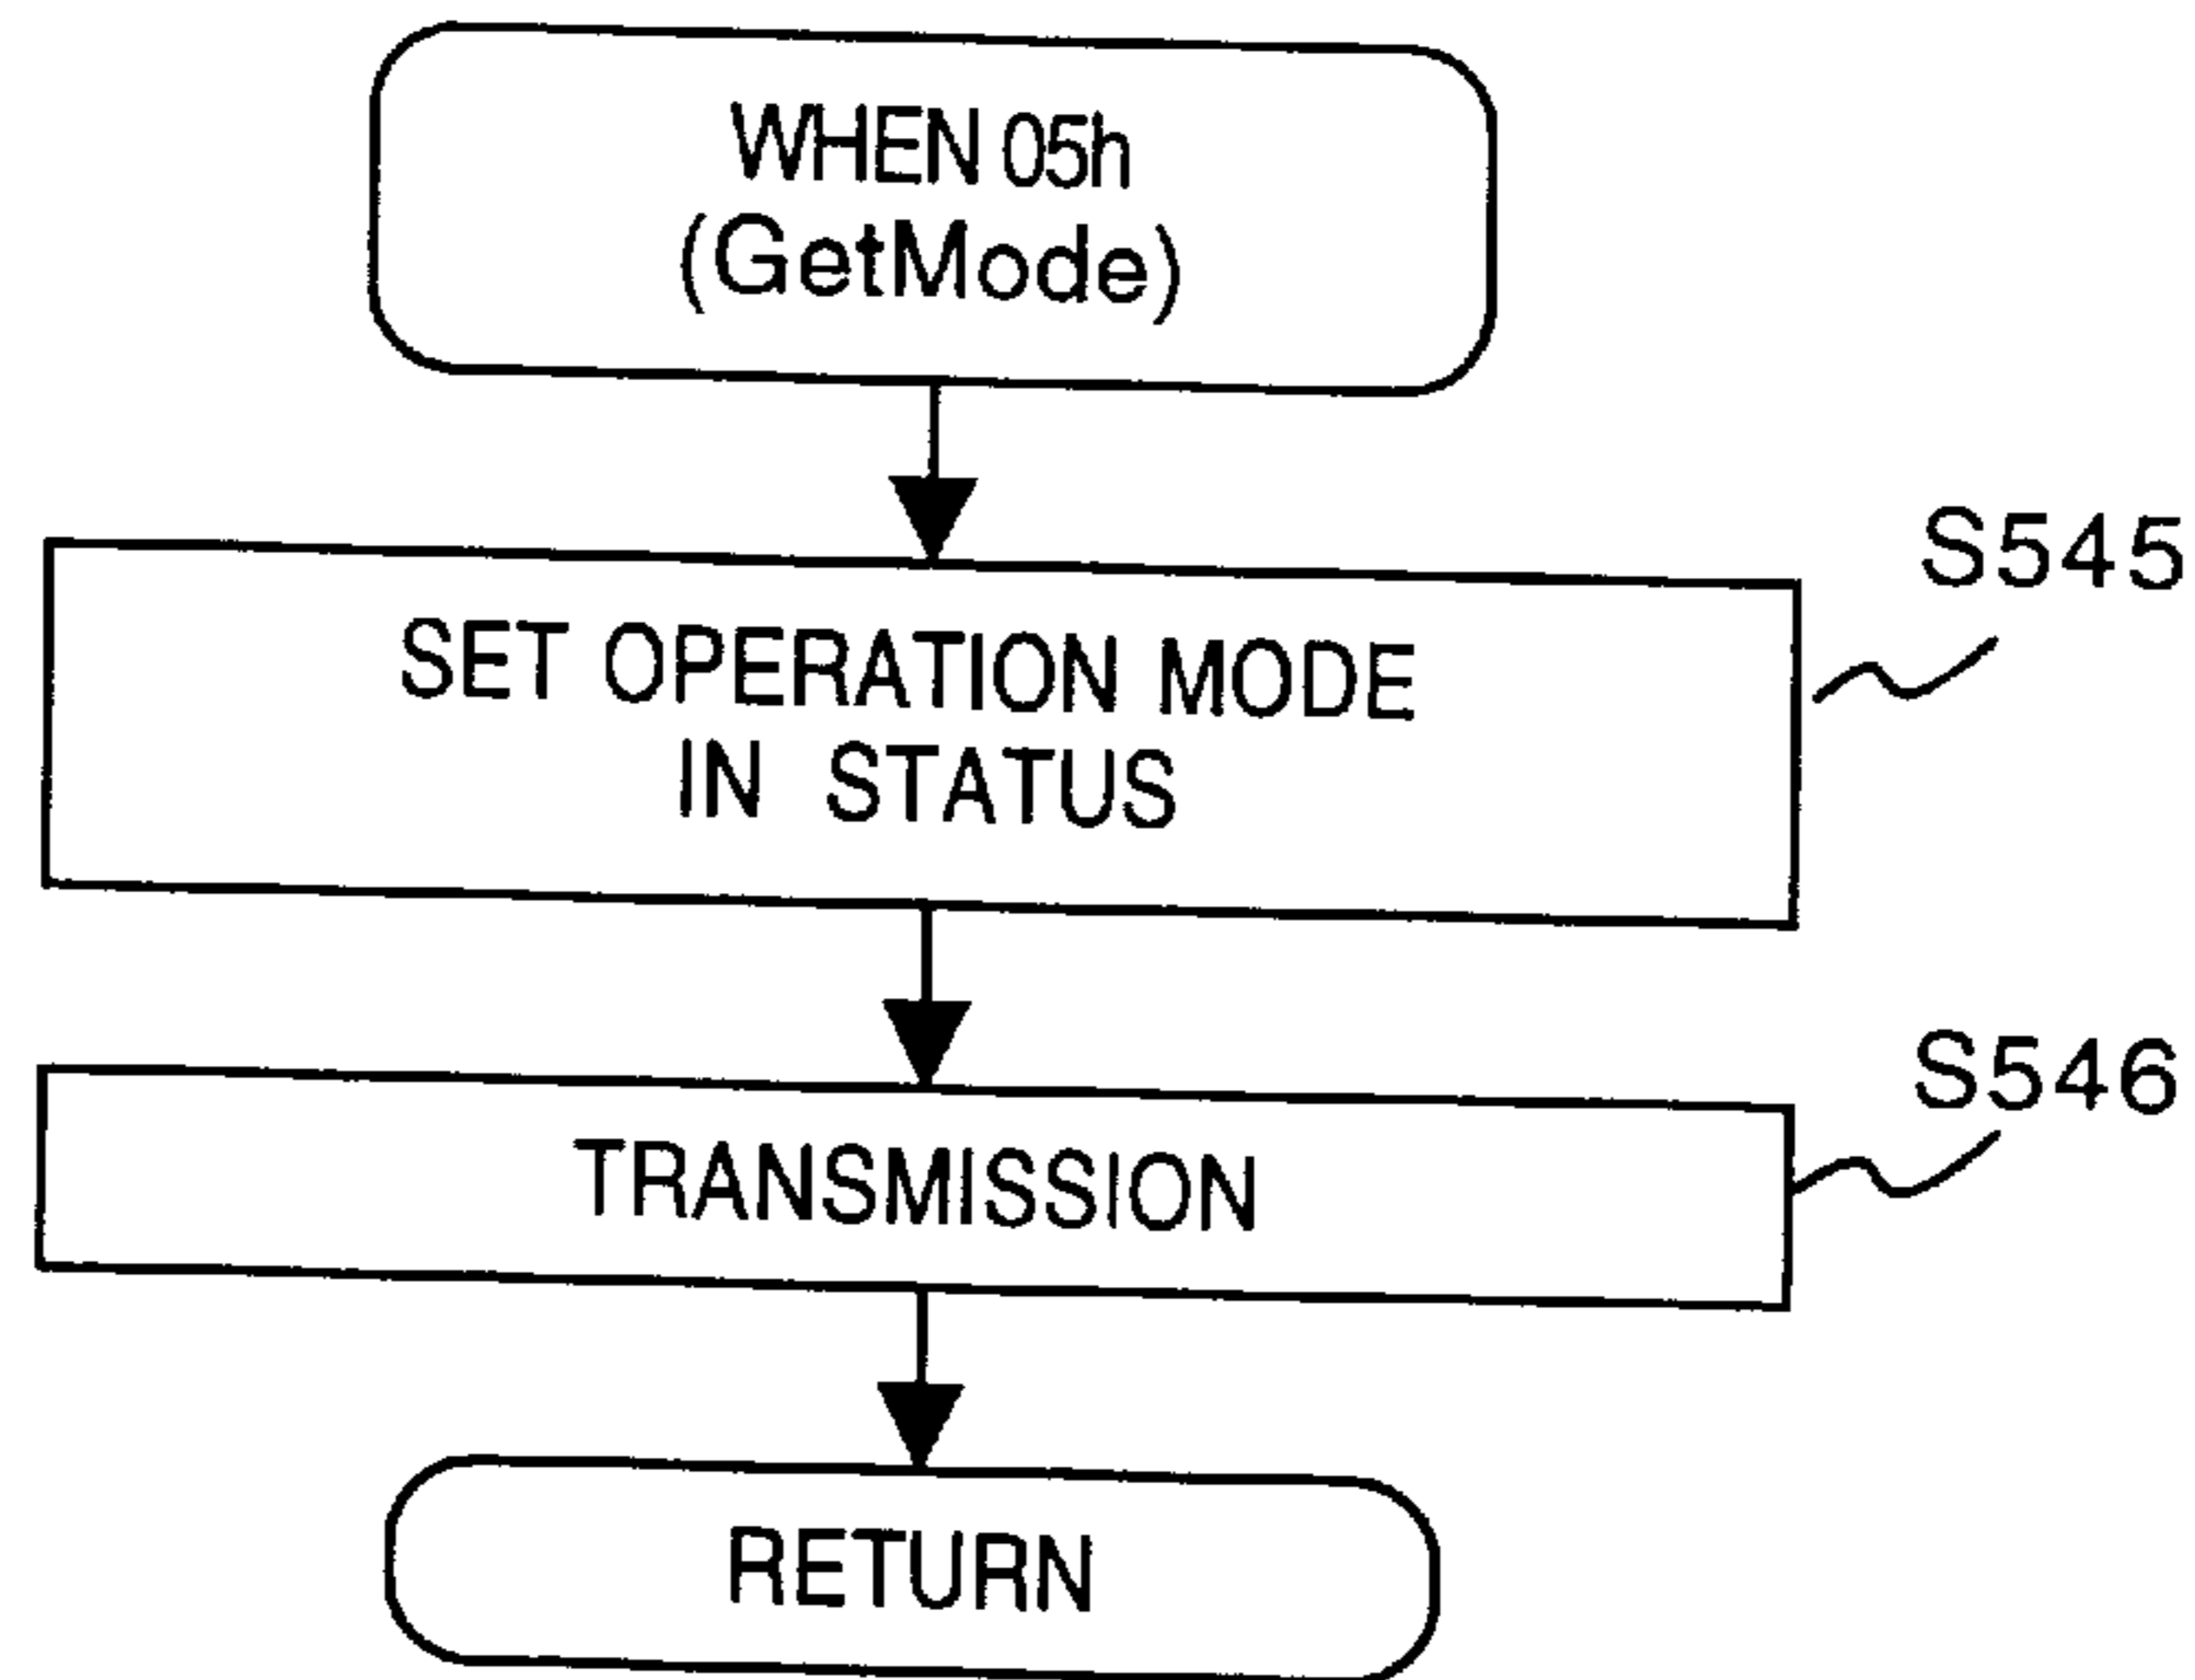 WHEN 05h
(GetMode)
S545
SET OPERATION MODE
IN STATUS
S546
TRANSMISSION
RETURN